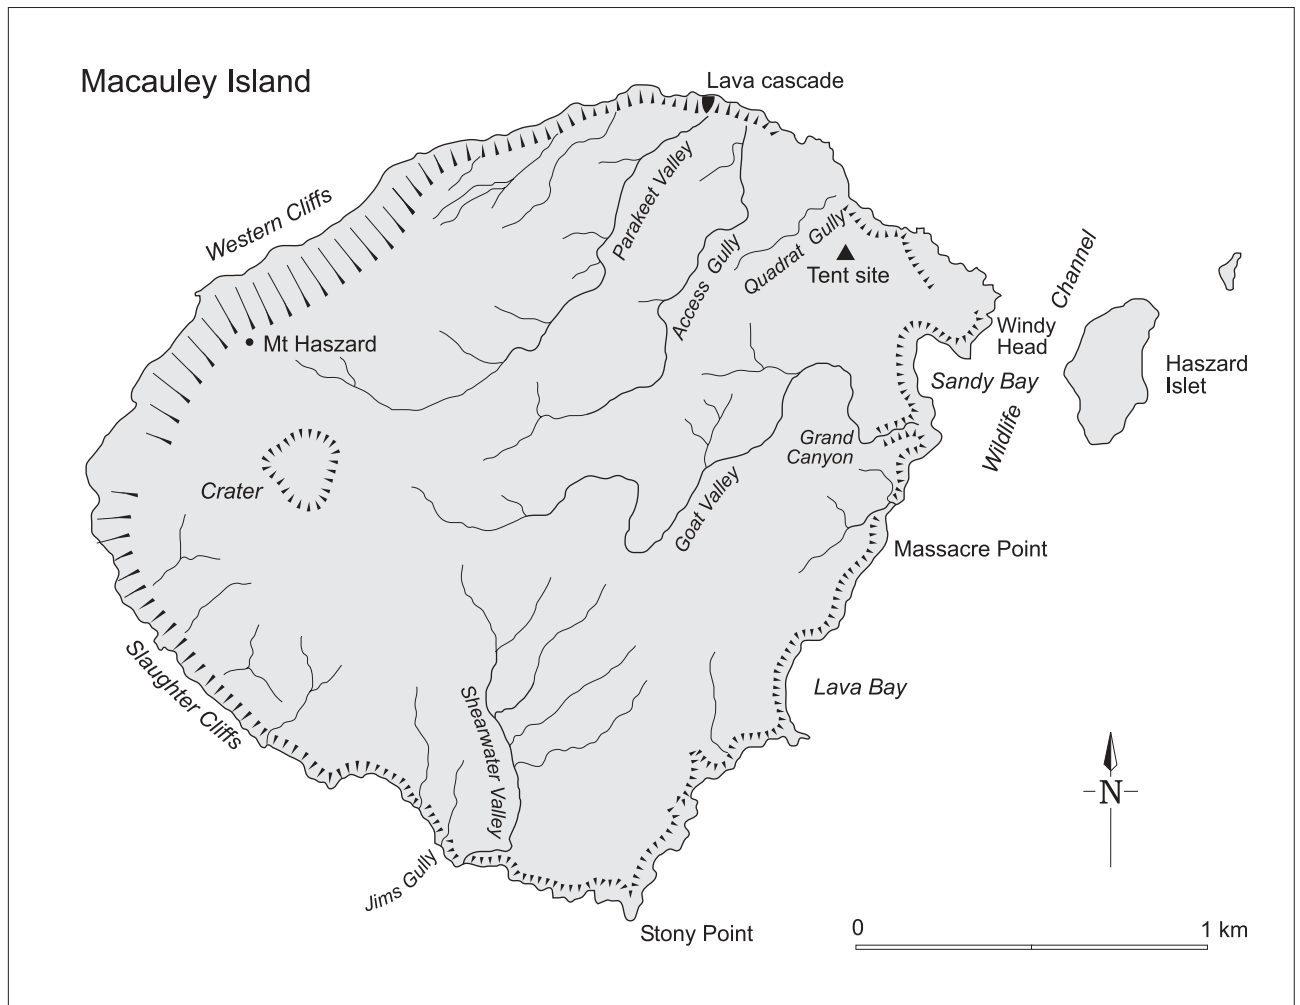 Macauley Island
Lava cascade
Western Cliffs
Parakeet Valley
Access Gully
Quadrat Gully
Tent site
Channel
Windy
Head
Mt Haszard
Haszard
Islet
Sandy Bay
Wildlife
Grand
Canyon
Crater
Goat Valley
Massacre Point
Slaughter Cliffs
Shearwater Valley
Lava Bay
N
Jims Gully
Stony Point
0
1 km